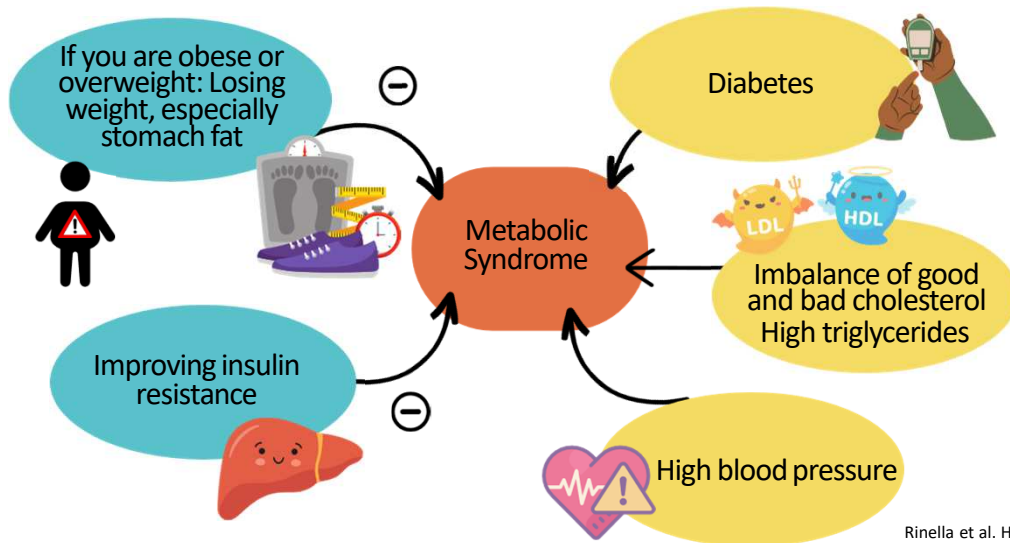 If you are obese or
overweight: Losing
weight, especially
stomach fat
Diabetes
Metabolic
Syndrome
LDL
HDL
Imbalance of good
and bad cholesterol
High triglycerides
Improving insulin
resistance
High blood pressure
Rinella et al. H